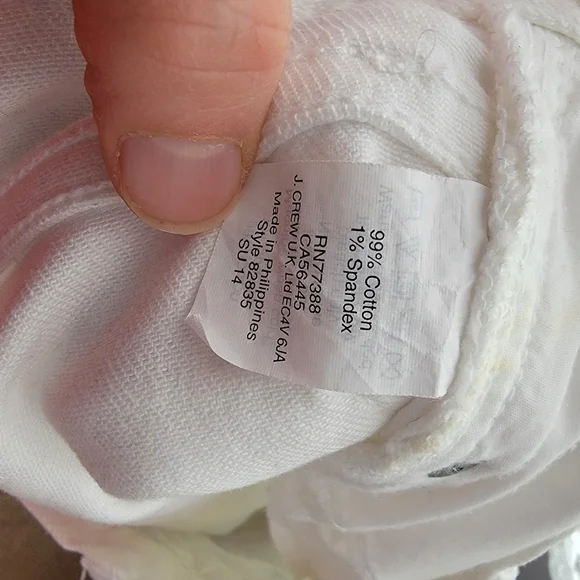 99% Cotton
1% Spandex
RN77388
CA56445
J. CREW U.K. Ltd EC4V 6JA
Made in Philippines
Style 82835
SU 14